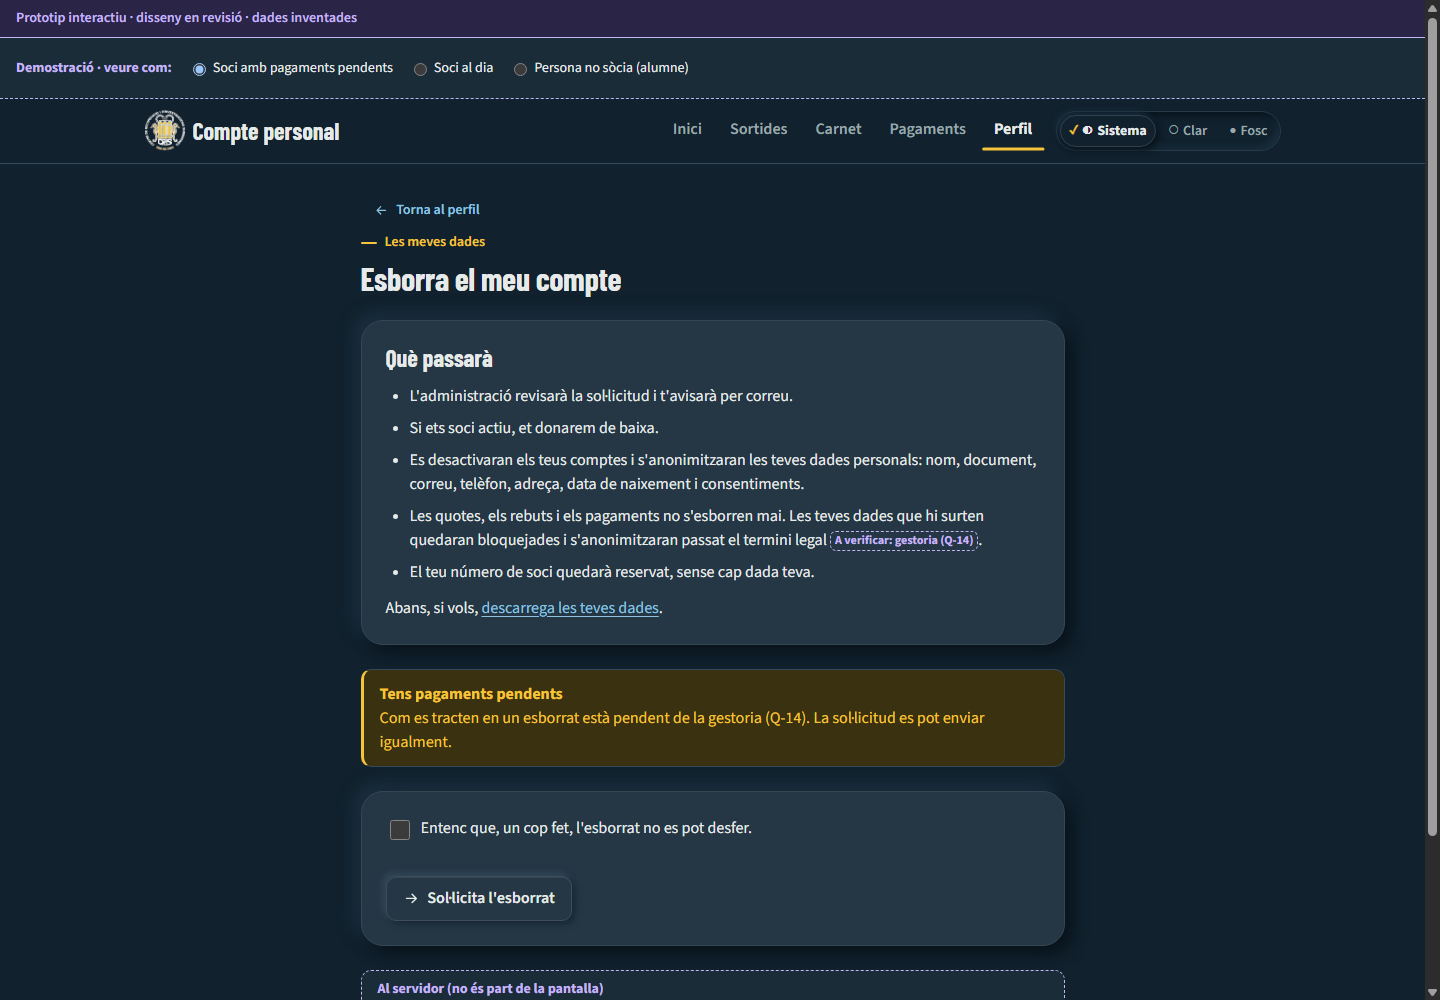 Prototip interactiu · disseny en revisió · dades inventades
Demostració · veure com: Soci amb pagaments pendents Soci al dia Persona no sòcia (alumne)
Compte personal Inici Sortides Carnet Pagaments Perfil ✓ Sistema Clar Fosc
← Torna al perfil
— Les meves dades
Esborra el meu compte
Què passarà
• L'administració revisarà la sol·licitud i t'avisarà per correu.
• Si ets soci actiu, et donarem de baixa.
• Es desactivaran els teus comptes i s'anonimitzaran les teves dades personals: nom, document,
correu, telèfon, adreça, data de naixement i consentiments.
• Les quotes, els rebuts i els pagaments no s'esborren mai. Les teves dades que hi surten
quedaran bloquejades i s'anonimitzaran passat el termini legal A verificar: gestoria (Q-14).
• El teu número de soci quedarà reservat, sense cap dada teva.
Abans, si vols, descarrega les teves dades.
Tens pagaments pendents
Com es tracten en un esborrat està pendent de la gestoria (Q-14). La sol·licitud es pot enviar
igualment.
Entenc que, un cop fet, l'esborrat no es pot desfer.
→ Sol·licita l'esborrat
Al servidor (no és part de la pantalla)